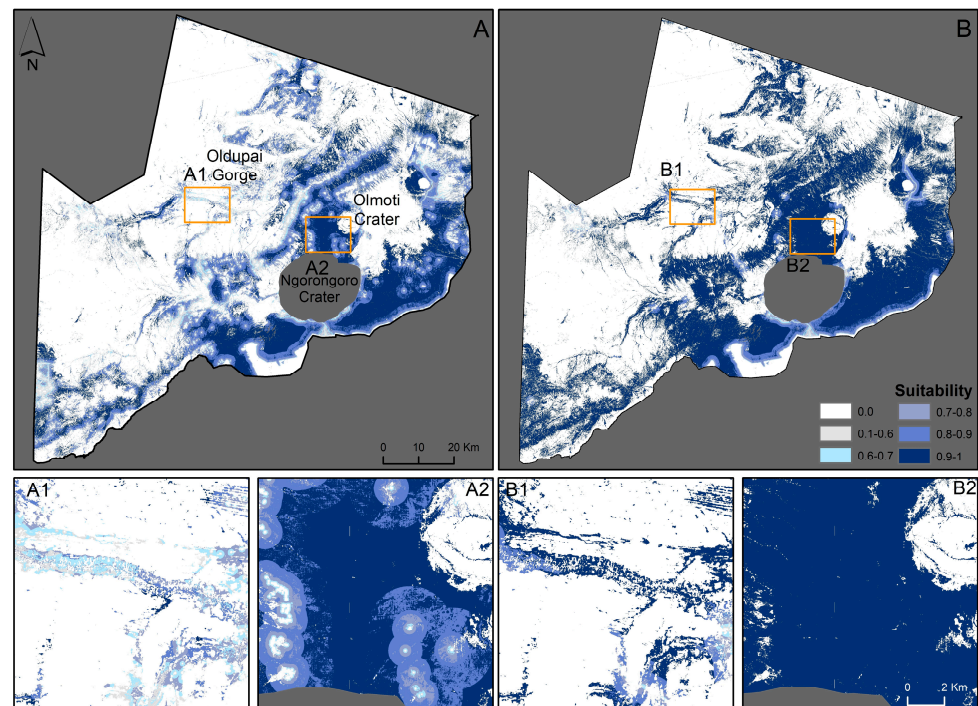 A
N
Oldupai
Gorge
A1
Olmoti
Crater
A2
Ngorongoro
Crater
0 10 20 Km
B
B1
B2
Suitability
0.0
0.1-0.6
0.6-0.7
0.7-0.8
0.8-0.9
0.9-1
A1
A2
B1
B2
0 2 Km